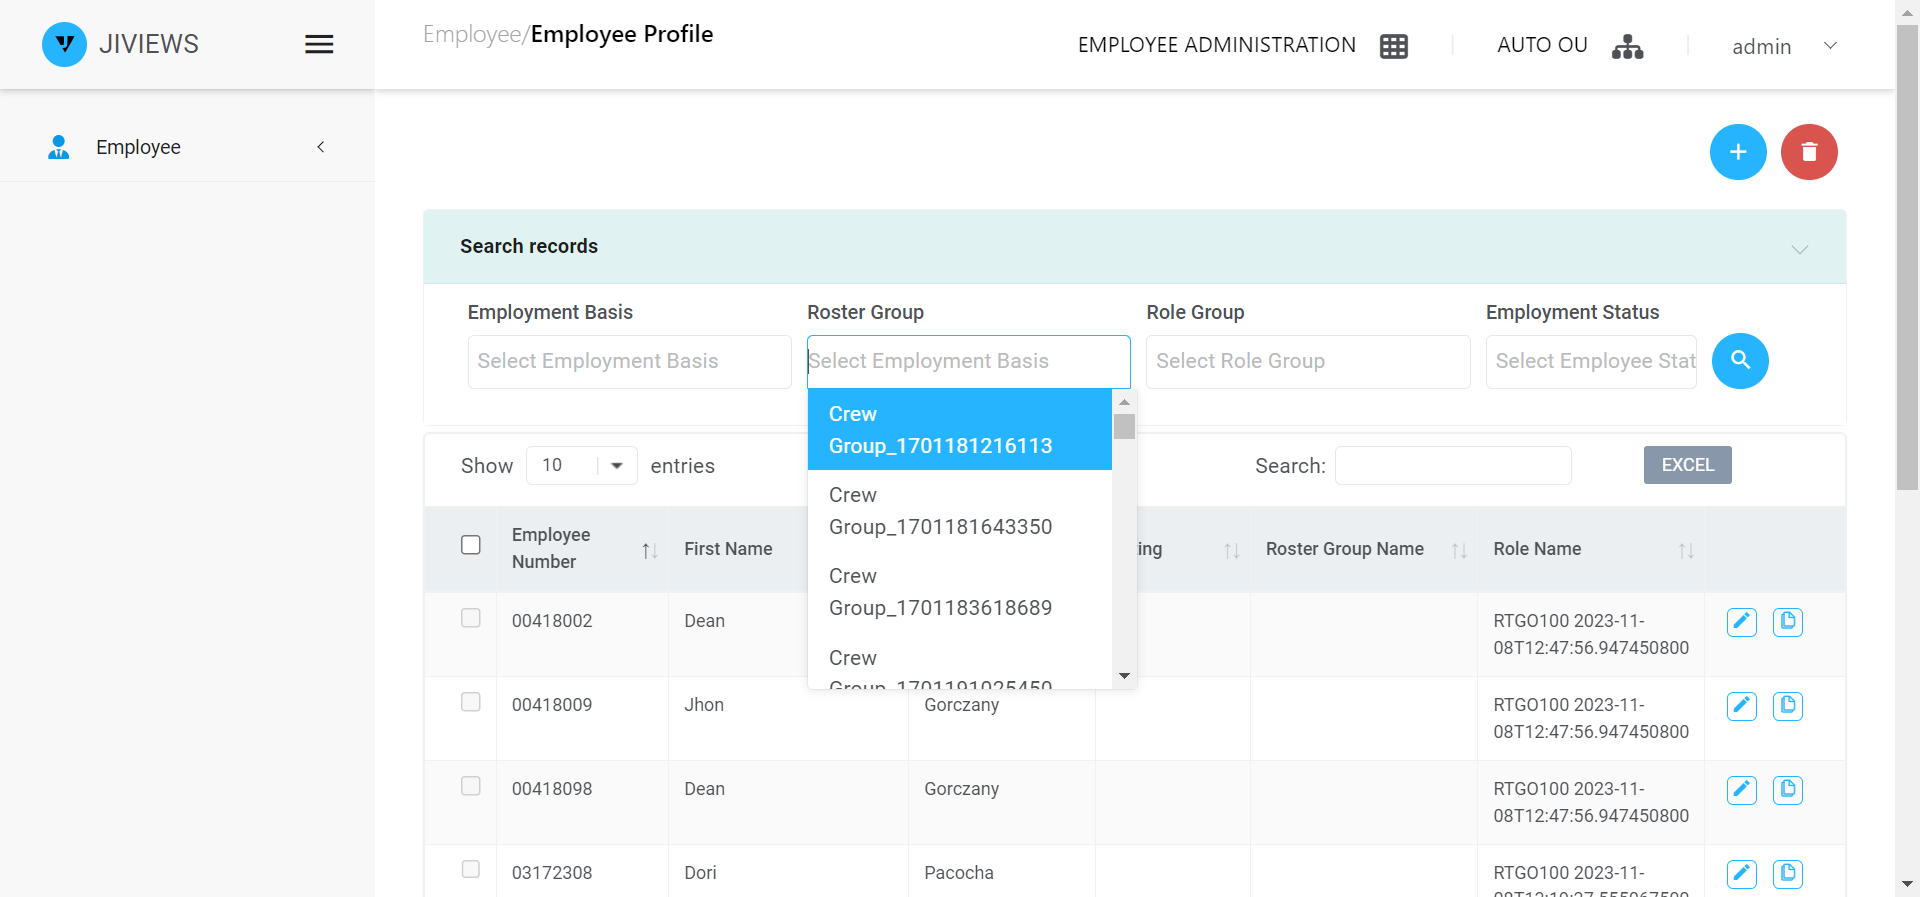 JIVIEWS
Employee/Employee Profile
EMPLOYEE ADMINISTRATION
AUTO OU
admin
Employee
Search records
Employment Basis
Roster Group
Role Group
Employment Status
Select Employment Basis
Select Employment Basis
Select Role Group
Select Employee Stat
Crew
Group_1701181216113
Crew
Group_1701181643350
Crew
Group_1701183618689
Crew
Group_1701191025450
Show 10 entries
Search:
EXCEL
Employee
Number
First Name
ing
Roster Group Name
Role Name
00418002
Dean
RTGO100 2023-11-
08T12:47:56.947450800
00418009
Jhon
Gorczany
RTGO100 2023-11-
08T12:47:56.947450800
00418098
Dean
Gorczany
RTGO100 2023-11-
08T12:47:56.947450800
03172308
Dori
Pacocha
RTGO100 2023-11-